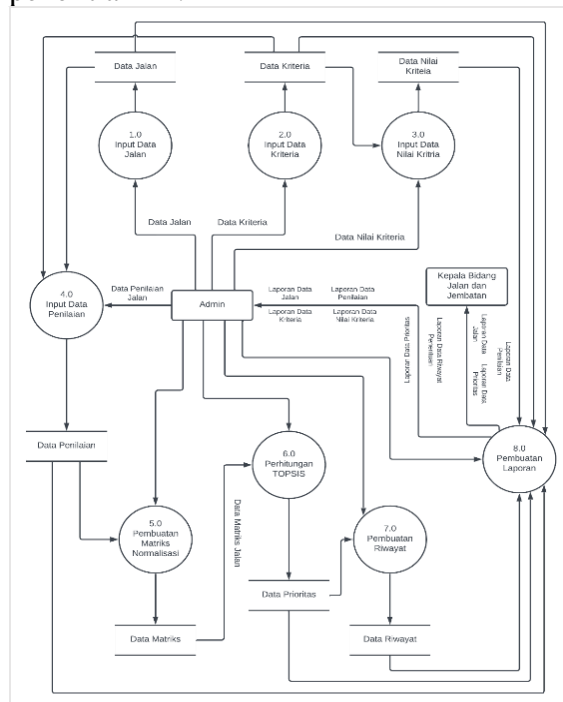 Data Jalan
Data Kriteria
Data Nilai
Kriteia
1.0
Input Data
Jalan
2.0
Input Data
Kriteria
3.0
Input Data
Nilai Kritria
Data Jalan
Data Kriteria
Data Nilai Kriteria
4.0
Input Data
Penilaian
Data Penilaian
Jalan
Admin
Laporan Data
Jalan
Laporan Data
Penilaian
Laporan Data
Kriteria
Laporan Data
Nilai Kriteria
Kepala Bidang
Jalan dan
Jembatan
Laporan Data Prioritas
Laporan Data Riwayat
Penentuan
Laporan Data
Jalan
Laporan Data
Prioritas
Laporan Data
Penilaian
Data Penilaian
6.0
Perhitungan
TOPSIS
8.0
Pembuatan
Laporan
5.0
Pembuatan
Matriks
Normalisasi
Data Matriks Jalan
7.0
Pembuatan
Riwayat
Data Prioritas
Data Matriks
Data Riwayat